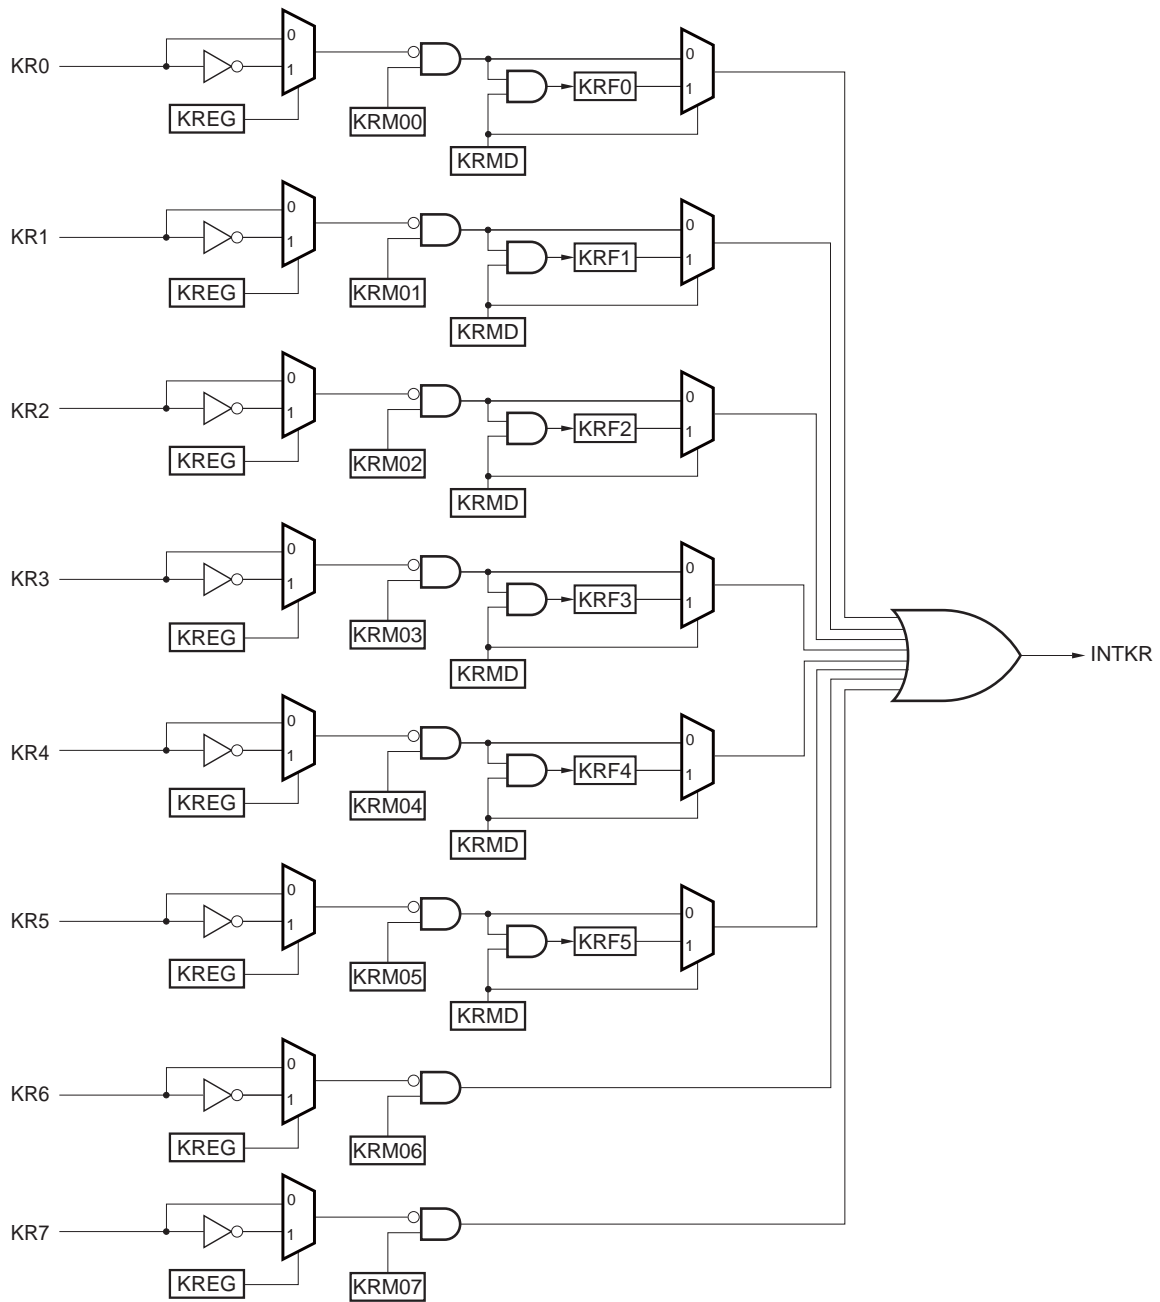 0
KR0
1
KRF0
0
1
KREG
KRM00
KRMD
0
KR1
1
KRF1
0
1
KREG
KRM01
KRMD
0
KR2
1
KRF2
0
1
KREG
KRM02
KRMD
0
KR3
1
KRF3
0
1
KREG
KRM03
KRMD
INTKR
0
KR4
1
KRF4
0
1
KREG
KRM04
KRMD
0
KR5
1
KRF5
0
1
KREG
KRM05
KRMD
0
KR6
1
KREG
KRM06
0
KR7
1
KREG
KRM07